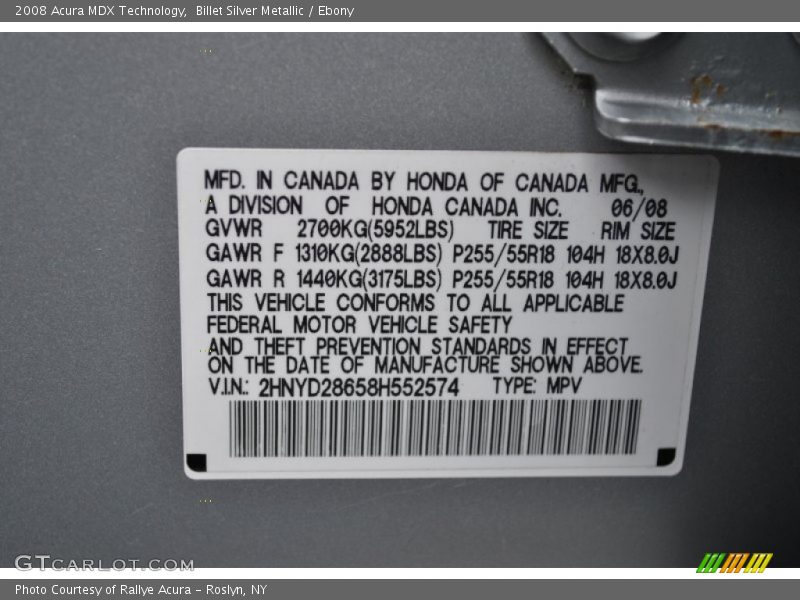 2008 Acura MDX Technology,  Billet Silver Metallic / Ebony
MFD. IN CANADA BY HONDA OF CANADA MFG.,
A DIVISION OF HONDA CANADA INC. 06/08
GVWR 2700KG(5952LBS) TIRE SIZE RIM SIZE
GAWR F 1310KG(2888LBS) P255/55R18 104H 18X8.0J
GAWR R 1440KG(3175LBS) P255/55R18 104H 18X8.0J
THIS VEHICLE CONFORMS TO ALL APPLICABLE
FEDERAL MOTOR VEHICLE SAFETY
AND THEFT PREVENTION STANDARDS IN EFFECT
ON THE DATE OF MANUFACTURE SHOWN ABOVE.
V.I.N.: 2HNYD28658H552574 TYPE: MPV
GTCARLOT.COM
Photo Courtesy of Rallye Acura – Roslyn, NY